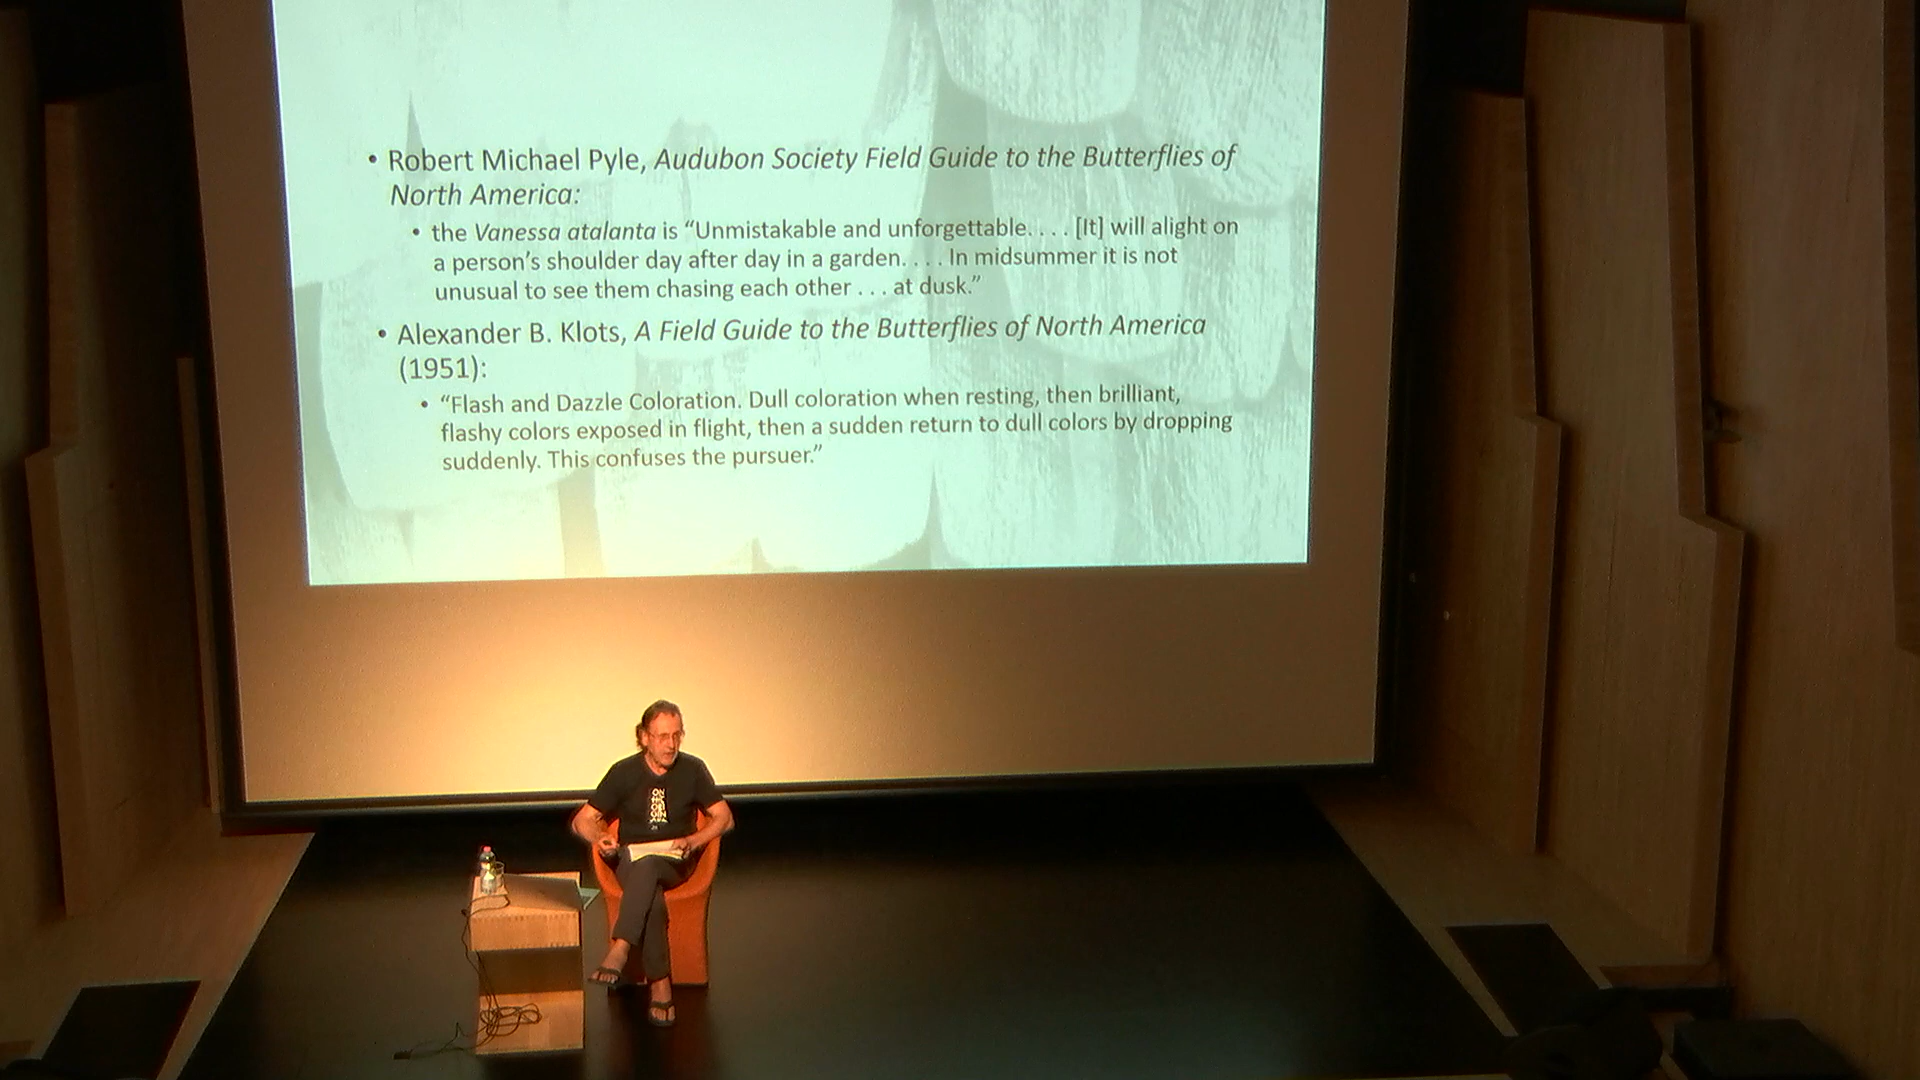 • Robert Michael Pyle, Audubon Society Field Guide to the Butterflies of
North America:
• the Vanessa atalanta is “Unmistakable and unforgettable. . . . [It] will alight on
a person’s shoulder day after day in a garden. . . . In midsummer it is not
unusual to see them chasing each other . . . at dusk.”
• Alexander B. Klots, A Field Guide to the Butterflies of North America
(1951):
• “Flash and Dazzle Coloration. Dull coloration when resting, then brilliant,
flashy colors exposed in flight, then a sudden return to dull colors by dropping
suddenly. This confuses the pursuer.”
ON